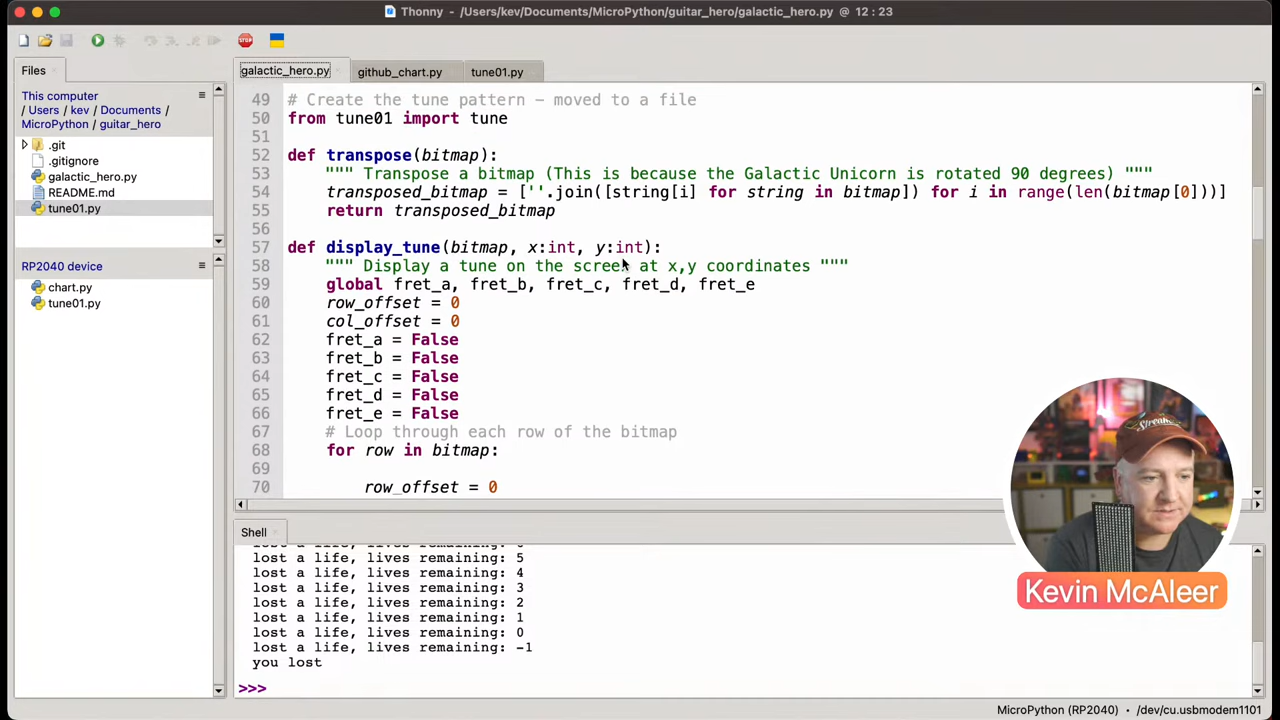 Thonny - /Users/kev/Documents/MicroPython/guitar_hero/galactic_hero.py @ 12 : 23
Files
This computer
/ Users / kev / Documents /
MicroPython / guitar_hero
.git
.gitignore
galactic_hero.py
README.md
tune01.py
RP2040 device
chart.py
tune01.py
galactic_hero.py
github_chart.py
tune01.py
49 # Create the tune pattern - moved to a file
50 from tune01 import tune
51
52 def transpose(bitmap):
53 """ Transpose a bitmap (This is because the Galactic Unicorn is rotated 90 degrees) """
54 transposed_bitmap = [''.join([string[i] for string in bitmap]) for i in range(len(bitmap[0]))]
55 return transposed_bitmap
56
57 def display_tune(bitmap, x:int, y:int):
58 """ Display a tune on the screen at x,y coordinates """
59 global fret_a, fret_b, fret_c, fret_d, fret_e
60 row_offset = 0
61 col_offset = 0
62 fret_a = False
63 fret_b = False
64 fret_c = False
65 fret_d = False
66 fret_e = False
67 # Loop through each row of the bitmap
68 for row in bitmap:
69
70 row_offset = 0
Shell
lost a life, lives remaining: 5
lost a life, lives remaining: 4
lost a life, lives remaining: 3
lost a life, lives remaining: 2
lost a life, lives remaining: 1
lost a life, lives remaining: 0
lost a life, lives remaining: -1
you lost
>>>
Kevin McAleer
MicroPython (RP2040) • /dev/cu.usbmodem1101